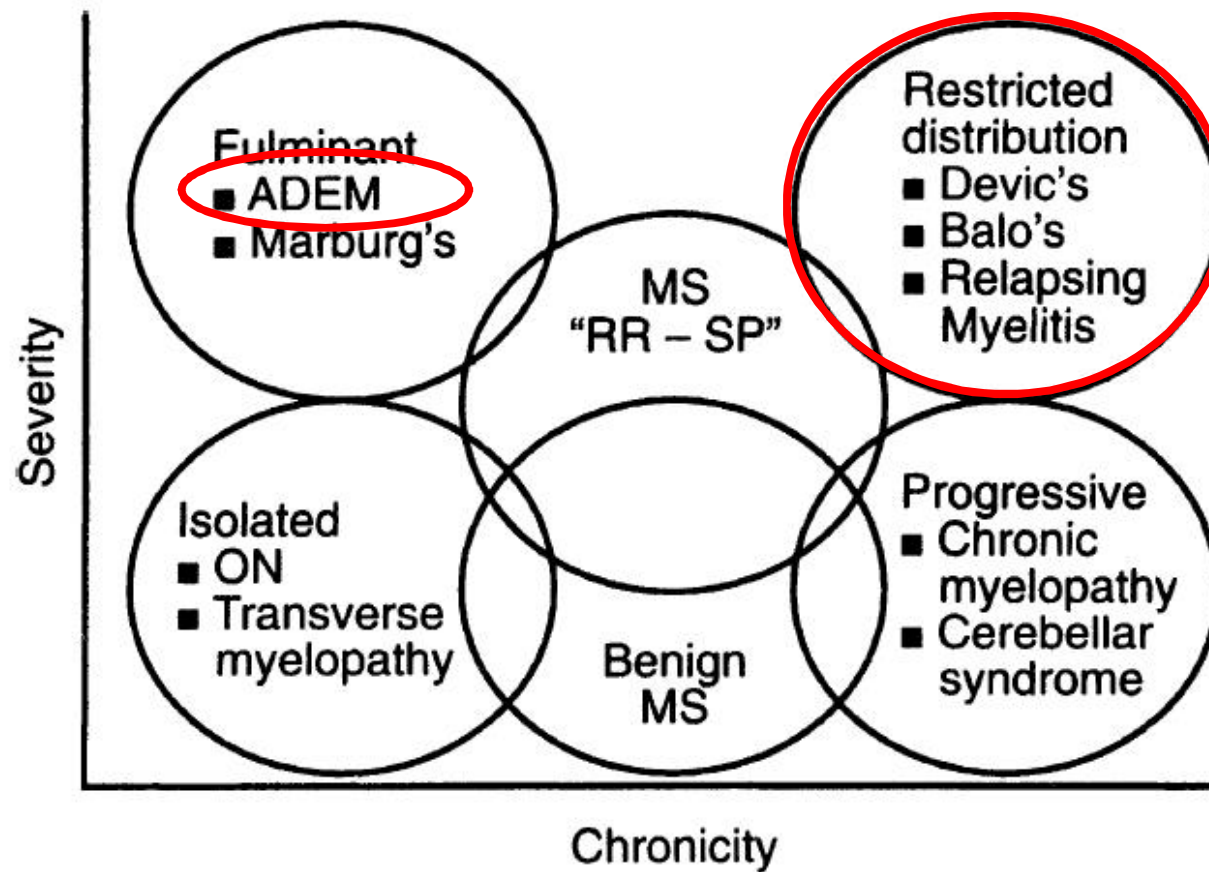 Severity
Fulminant
■ ADEM
■ Marburg's
Restricted
distribution
■ Devic's
■ Balo's
■ Relapsing
Myelitis
MS
“RR – SP”
Isolated
■ ON
■ Transverse
myelopathy
Benign
MS
Progressive
■ Chronic
myelopathy
■ Cerebellar
syndrome
Chronicity